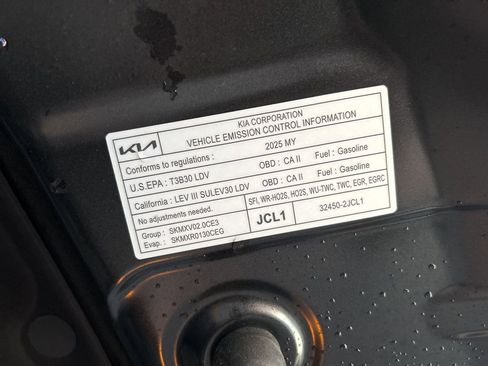 KIA
KIA CORPORATION
VEHICLE EMISSION CONTROL INFORMATION
Conforms to regulations : 2025 MY
U.S.EPA : T3B30 LDV OBD : CA II Fuel : Gasoline
California : LEV III SULEV30 LDV OBD : CA II Fuel : Gasoline
No adjustments needed.
SFI, WR-HO2S, HO2S, WU-TWC, TWC, EGR, EGRC
Group : SKMXV02.0CE3
Evap. : SKMXR0130CEG
JCL1
32450-2JCL1